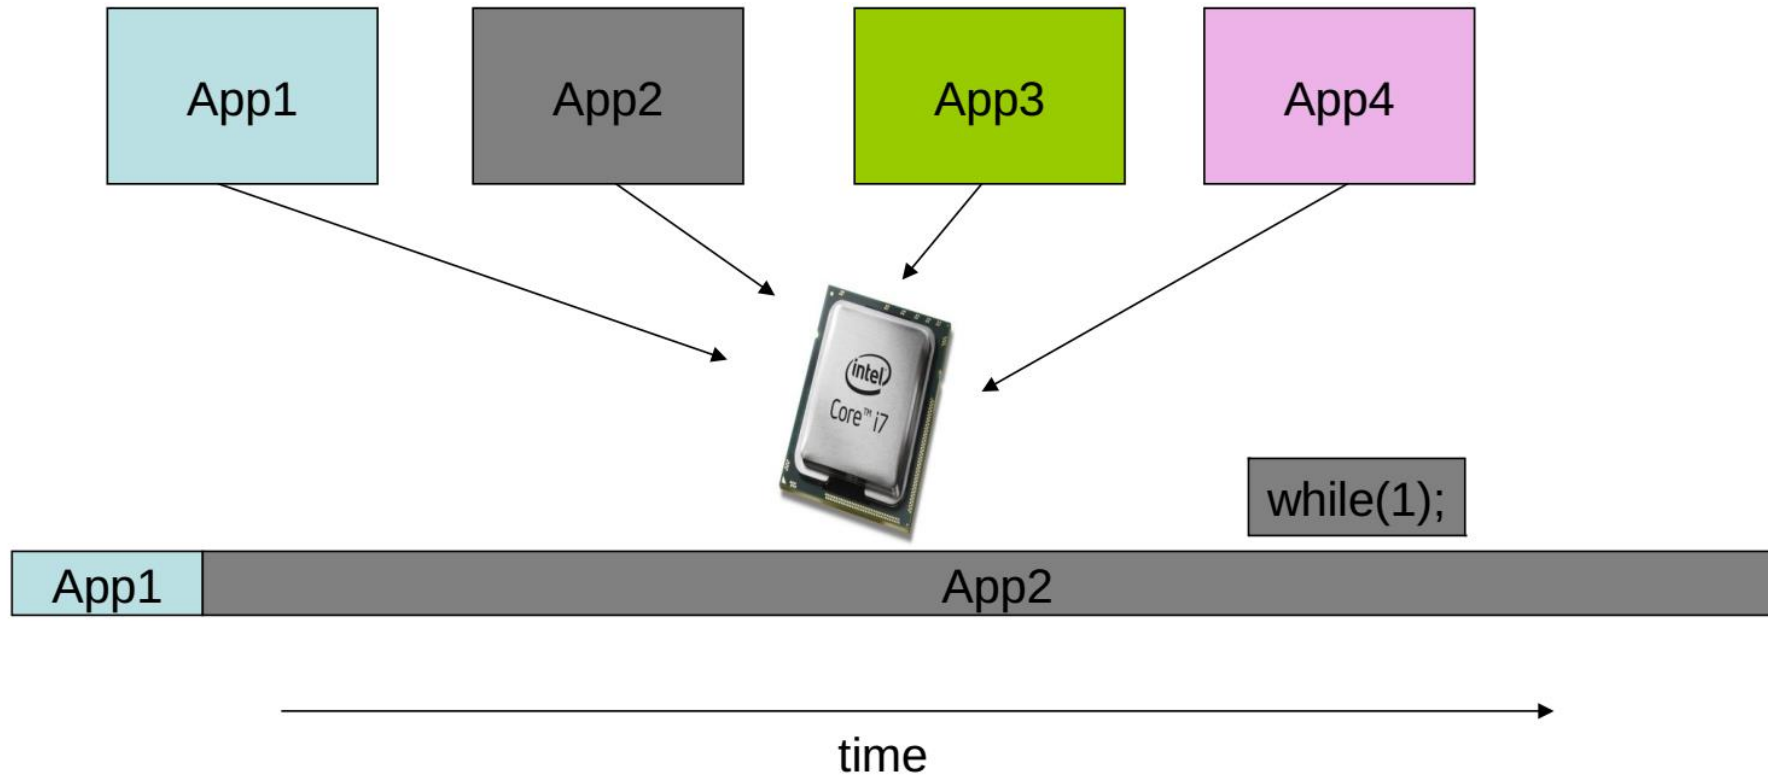 App1
App2
App3
App4
intel
Core™ i7
while(1);
App1
App2
time